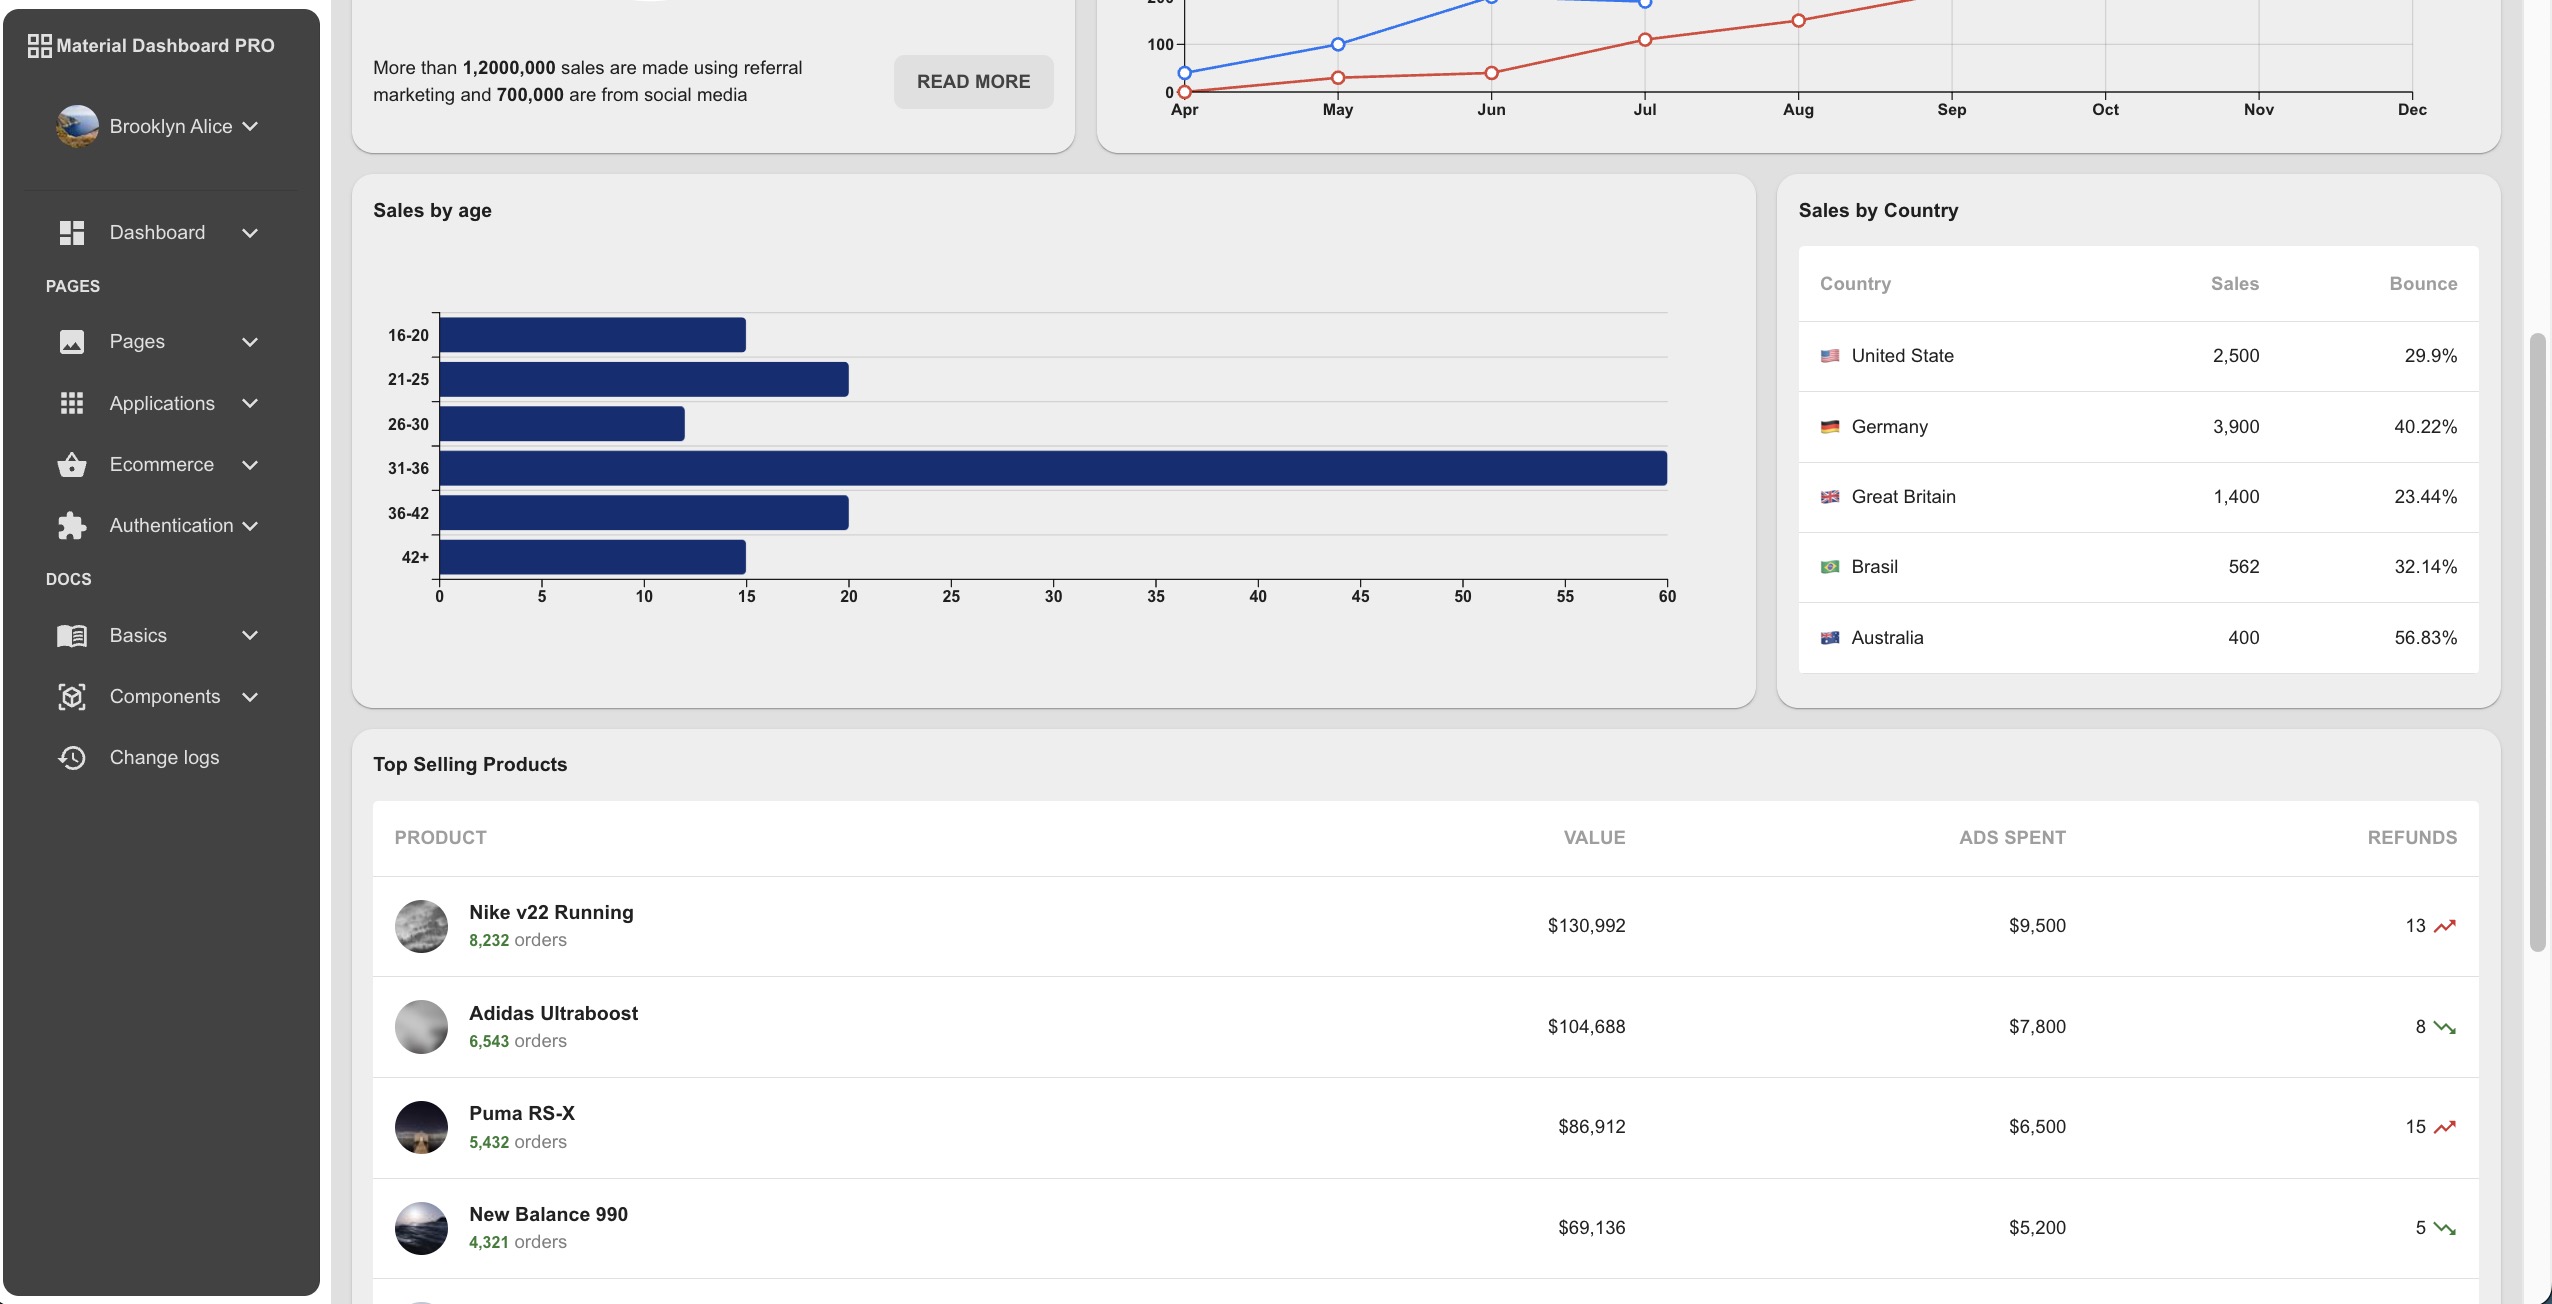 Material Dashboard PRO
Brooklyn Alice
Dashboard
PAGES
Pages
Applications
Ecommerce
Authentication
DOCS
Basics
Components
Change logs
More than 1,2000,000 sales are made using referral
marketing and 700,000 are from social media
READ MORE
100
0
Apr May Jun Jul Aug Sep Oct Nov Dec
Sales by age
16-20
21-25
26-30
31-36
36-42
42+
0 5 10 15 20 25 30 35 40 45 50 55 60
Sales by Country
Country Sales Bounce
United State 2,500 29.9%
Germany 3,900 40.22%
Great Britain 1,400 23.44%
Brasil 562 32.14%
Australia 400 56.83%
Top Selling Products
PRODUCT VALUE ADS SPENT REFUNDS
Nike v22 Running
8,232 orders
$130,992 $9,500 13
Adidas Ultraboost
6,543 orders
$104,688 $7,800 8
Puma RS-X
5,432 orders
$86,912 $6,500 15
New Balance 990
4,321 orders
$69,136 $5,200 5